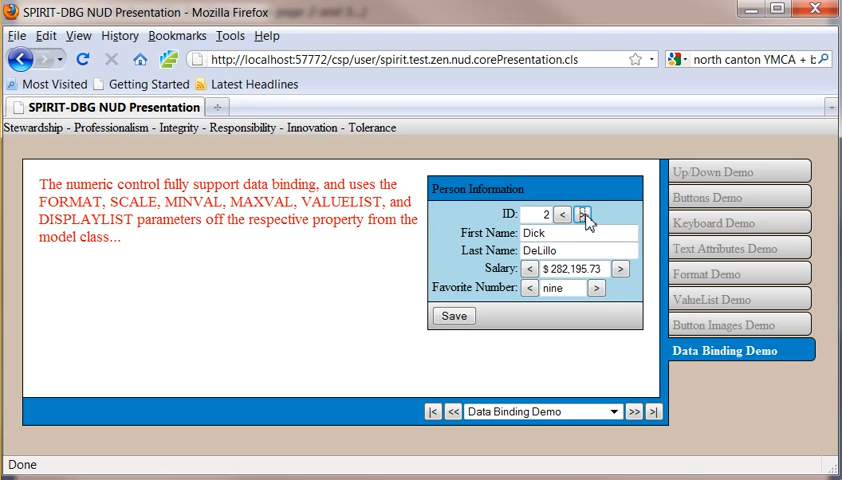 SPIRIT-DBG NUD Presentation - Mozilla Firefox
File Edit View History Bookmarks Tools Help
http://localhost:57772/csp/user/spirit.test.zen.nud.corePresentation.cls
north canton YMCA + b
Most Visited Getting Started Latest Headlines
SPIRIT-DBG NUD Presentation
Stewardship - Professionalism - Integrity - Responsibility - Innovation - Tolerance
The numeric control fully support data binding, and uses the
FORMAT, SCALE, MINVAL, MAXVAL, VALUELIST, and
DISPLAYLIST parameters off the respective property from the
model class...
Person Information
ID: 2 < >
First Name: Dick
Last Name: DeLillo
Salary: < $ 282,195.73 >
Favorite Number: < nine >
Save
Up/Down Demo
Buttons Demo
Keyboard Demo
Text Attributes Demo
Format Demo
ValueList Demo
Button Images Demo
Data Binding Demo
|< << Data Binding Demo >> >|
Done